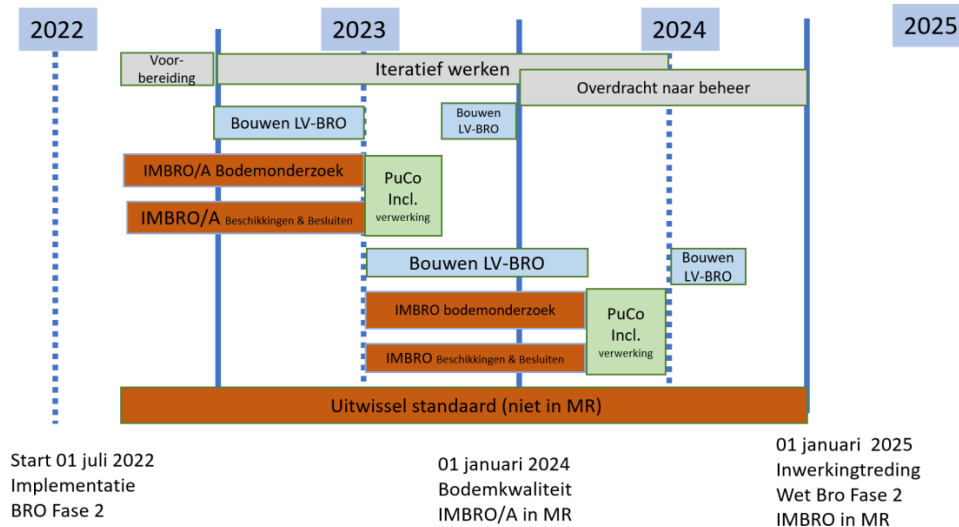 2022
2023
2024
2025
Voor-
bereiding
Iteratief werken
Overdracht naar beheer
Bouwen LV-BRO
Bouwen
LV-BRO
IMBRO/A Bodemonderzoek
IMBRO/A Beschikkingen & Besluiten
PuCo
Incl.
verwerking
Bouwen LV-BRO
Bouwen
LV-BRO
IMBRO bodemonderzoek
IMBRO Beschikkingen & Besluiten
PuCo
Incl.
verwerking
Uitwissel standaard (niet in MR)
Start 01 juli 2022
Implementatie
BRO Fase 2
01 januari 2024
Bodemkwaliteit
IMBRO/A in MR
01 januari 2025
Inwerkingtreding
Wet Bro Fase 2
IMBRO in MR